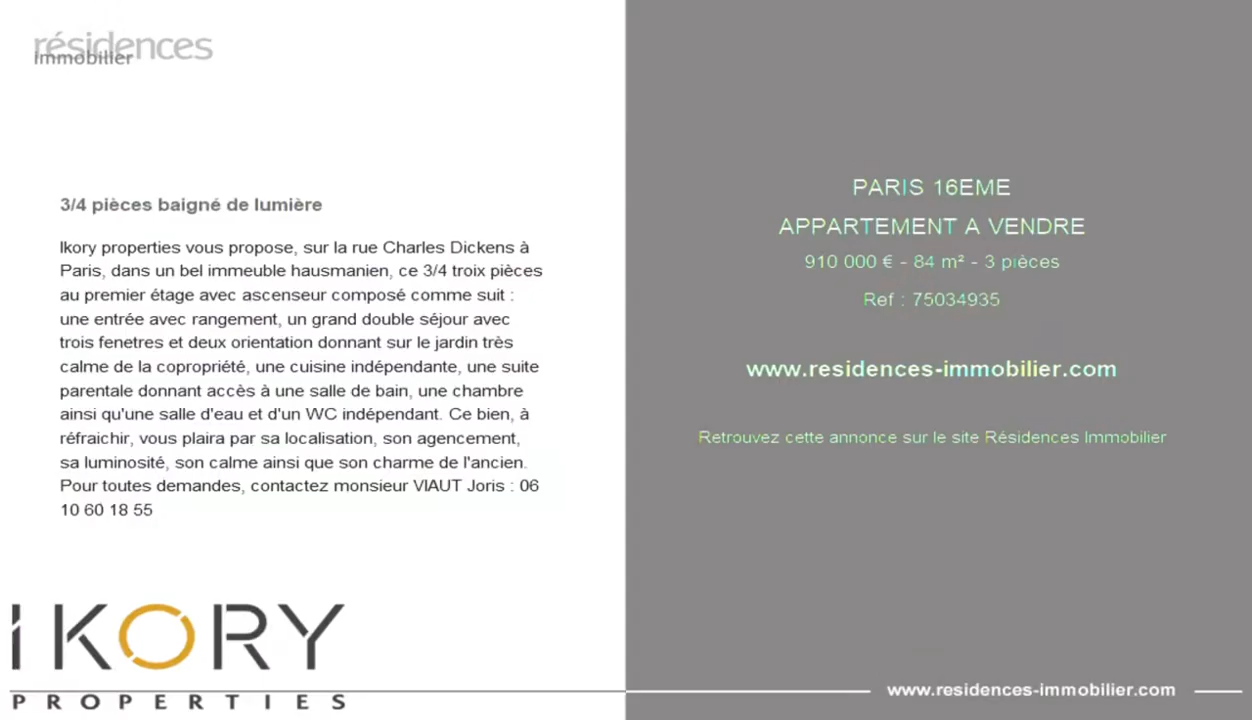 résidences
immobilier
3/4 pièces baigné de lumière
Ikory properties vous propose, sur la rue Charles Dickens à
Paris, dans un bel immeuble hausmanien, ce 3/4 troix pièces
au premier étage avec ascenseur composé comme suit :
une entrée avec rangement, un grand double séjour avec
trois fenetres et deux orientation donnant sur le jardin très
calme de la copropriété, une cuisine indépendante, une suite
parentale donnant accès à une salle de bain, une chambre
ainsi qu'une salle d'eau et d'un WC indépendant. Ce bien, à
réfraichir, vous plaira par sa localisation, son agencement,
sa luminosité, son calme ainsi que son charme de l'ancien.
Pour toutes demandes, contactez monsieur VIAUT Joris : 06
10 60 18 55
IKORY
PROPERTIES
PARIS 16EME
APPARTEMENT A VENDRE
910 000 € - 84 m² - 3 pièces
Ref : 75034935
www.residences-immobilier.com
Retrouvez cette annonce sur le site Résidences Immobilier
www.residences-immobilier.com